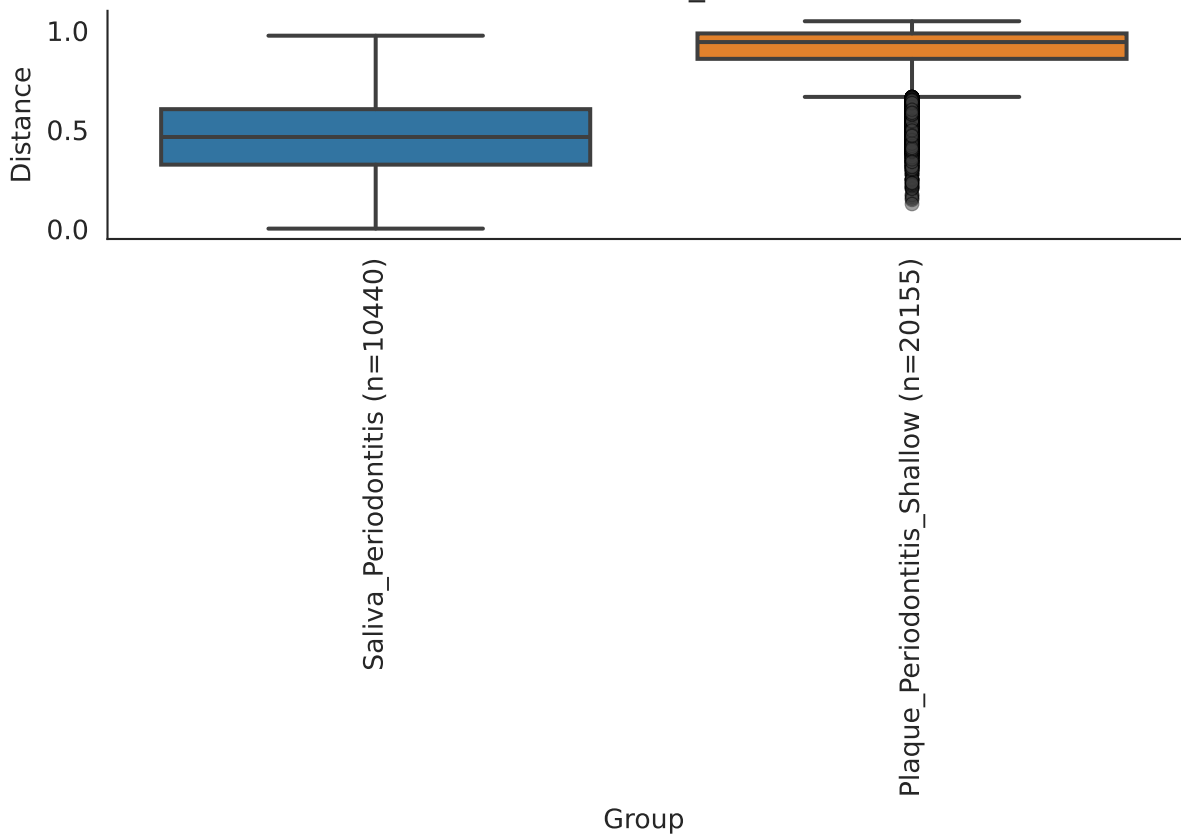 Distance
1.0
0.5
0.0
Saliva_Periodontitis (n=10440)
Plaque_Periodontitis_Shallow (n=20155)
Group